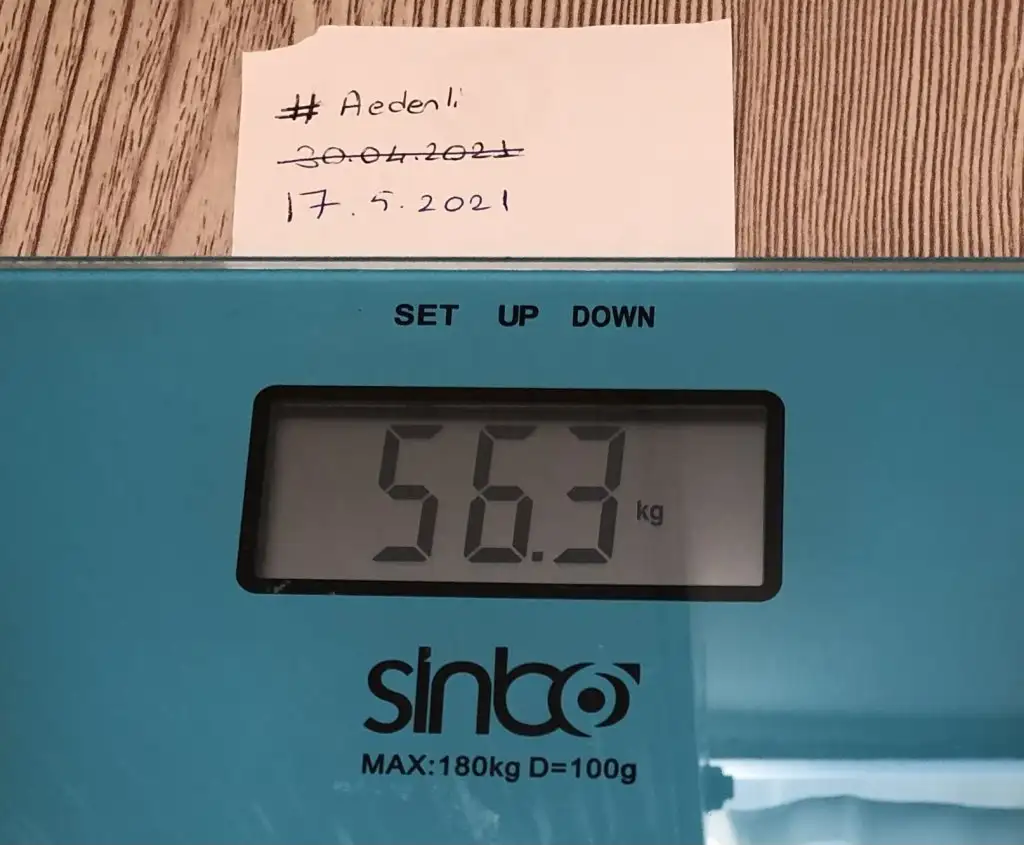 # Aedenli
30.04.2021
17.5.2021
SET UP DOWN
56.3 kg
sinbo
MAX:180kg D=100g